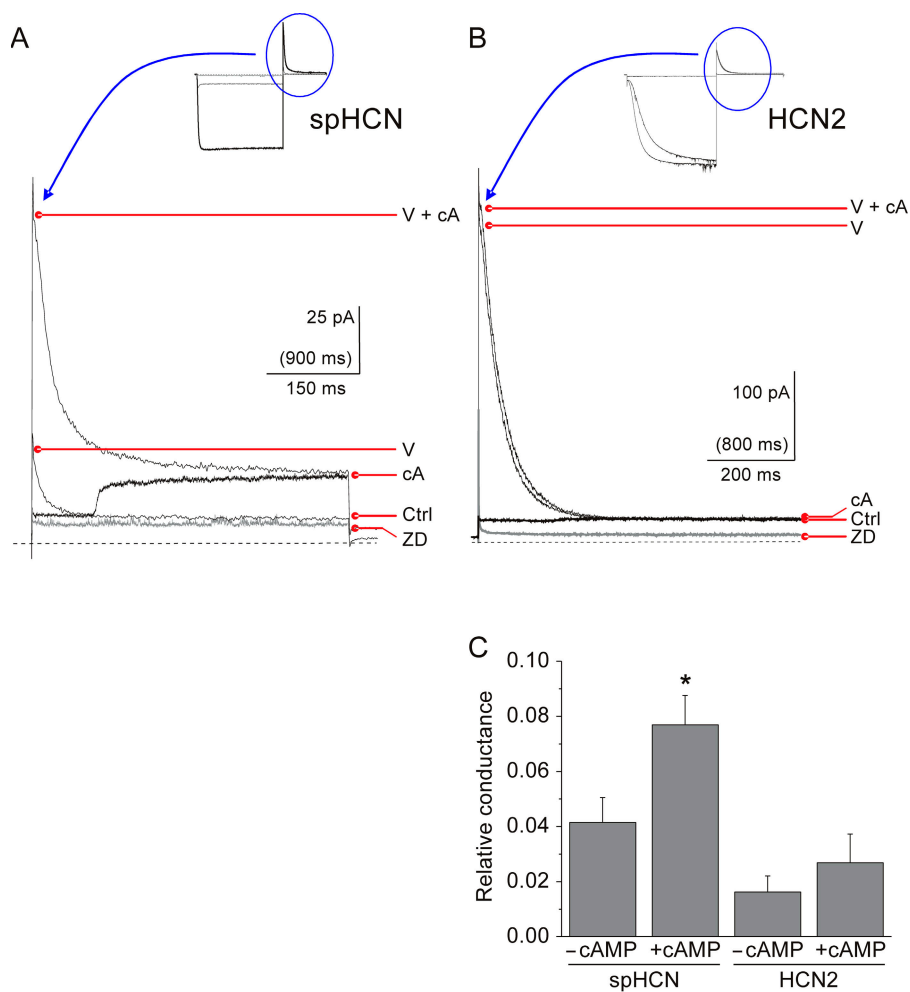 A
spHCN
V + cA
25 pA
(900 ms)
150 ms
V
cA
Ctrl
ZD
B
HCN2
V + cA
V
100 pA
(800 ms)
200 ms
cA
Ctrl
ZD
C
Relative conductance
0.10
0.08
0.06
0.04
0.02
0.00
*
−cAMP +cAMP −cAMP +cAMP
spHCN HCN2